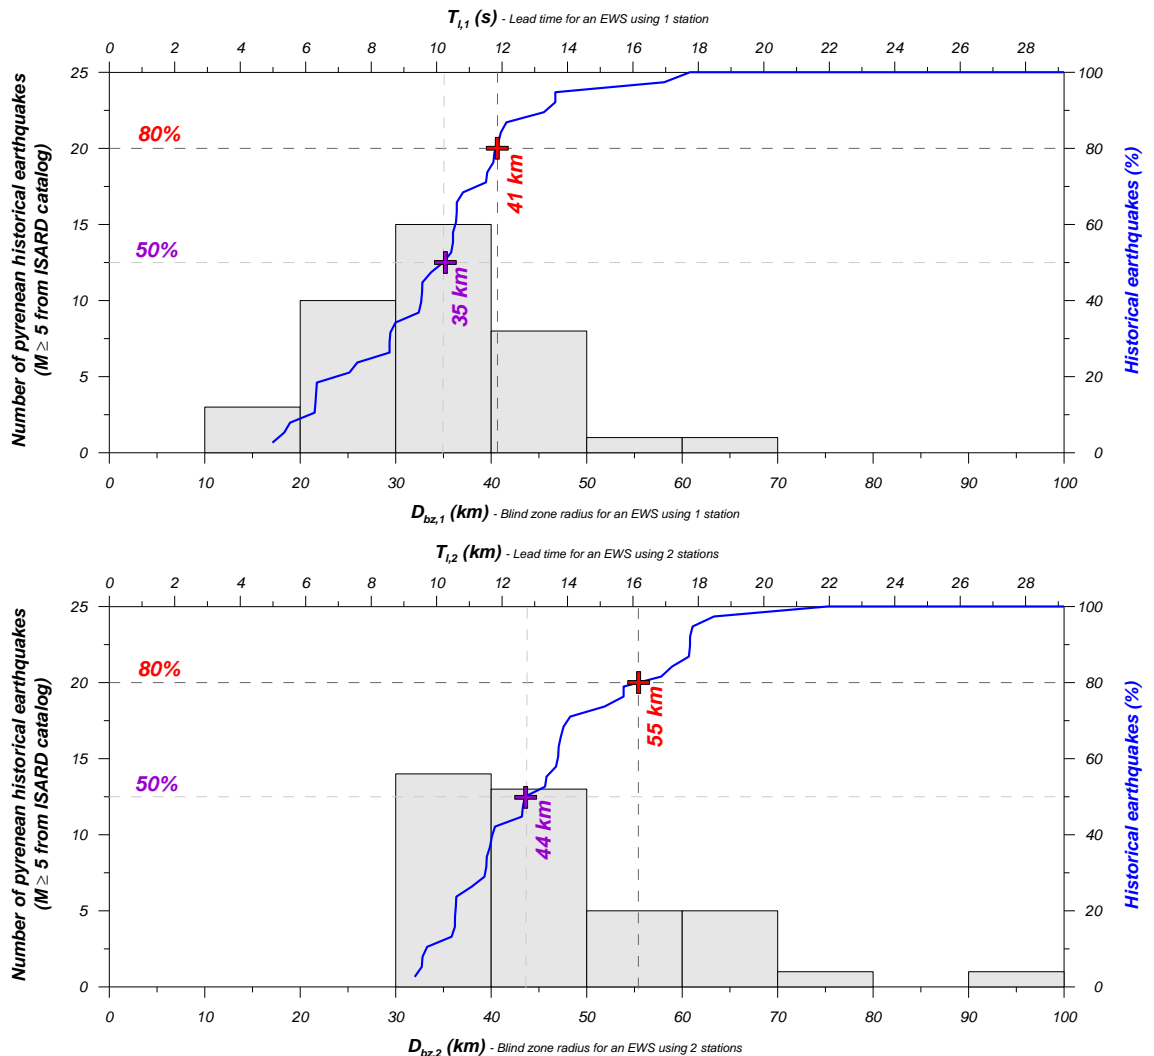 T_l,1 (s) - Lead time for an EWS using 1 station
0 2 4 6 8 10 12 14 16 18 20 22 24 26 28
Number of pyrenean historical earthquakes
(M ≥ 5 from ISARD catalog)
25
20
15
10
5
0
80%
50%
41 km
35 km
100
80
60
40
20
0
Historical earthquakes (%)
0 10 20 30 40 50 60 70 80 90 100
D_bz,1 (km) - Blind zone radius for an EWS using 1 station
T_l,2 (km) - Lead time for an EWS using 2 stations
0 2 4 6 8 10 12 14 16 18 20 22 24 26 28
Number of pyrenean historical earthquakes
(M ≥ 5 from ISARD catalog)
25
20
15
10
5
0
80%
50%
55 km
44 km
100
80
60
40
20
0
Historical earthquakes (%)
0 10 20 30 40 50 60 70 80 90 100
D_bz,2 (km) - Blind zone radius for an EWS using 2 stations